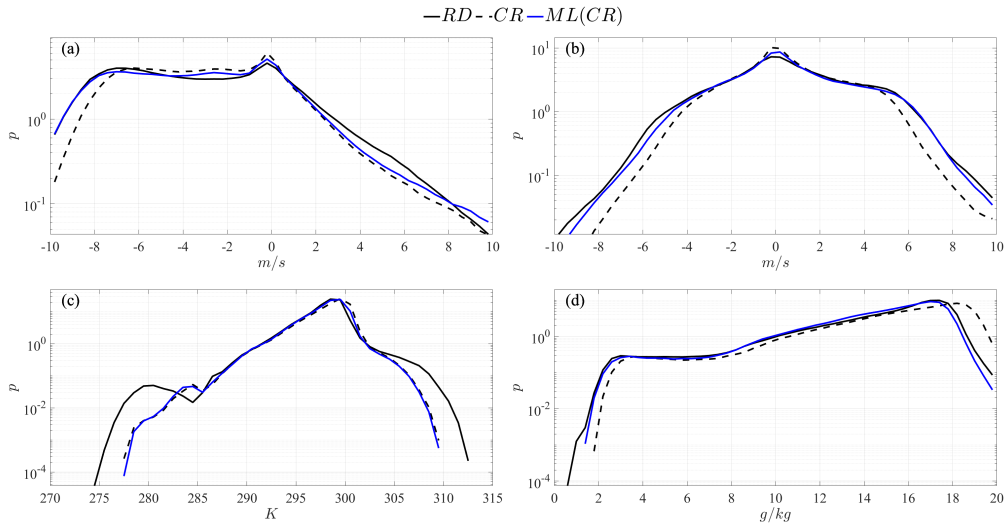 RD CR ML(CR)
(a) (b)
p 10^0 10^-1
-10 -8 -6 -4 -2 0 2 4 6 8 10
m/s
p 10^1 10^0 10^-1
-10 -8 -6 -4 -2 0 2 4 6 8 10
m/s
(c) (d)
p 10^0 10^-2 10^-4
270 275 280 285 290 295 300 305 310 315
K
p 10^0 10^-2 10^-4
0 2 4 6 8 10 12 14 16 18 20
g/kg